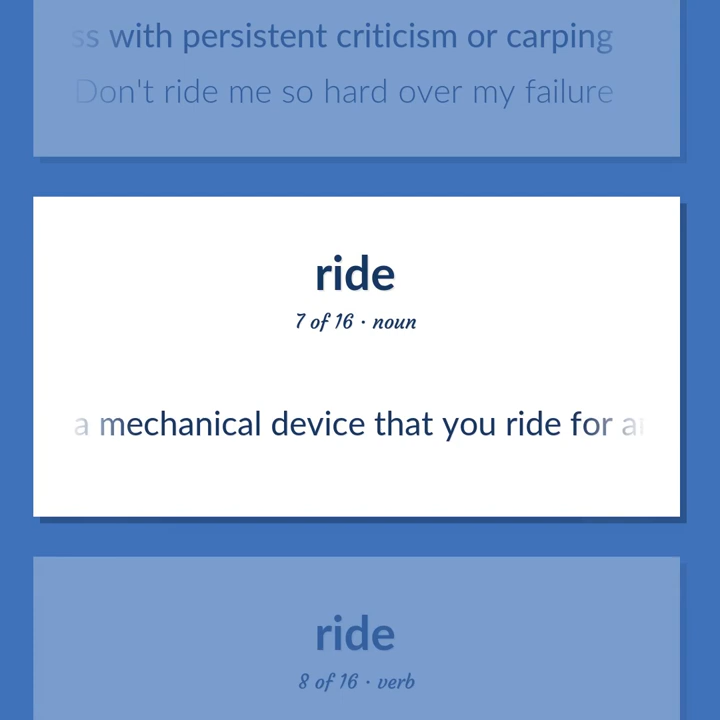 with persistent criticism or carping
Don't ride me so hard over my failure
ride
7 of 16 · noun
a mechanical device that you ride for
ride
8 of 16 · verb